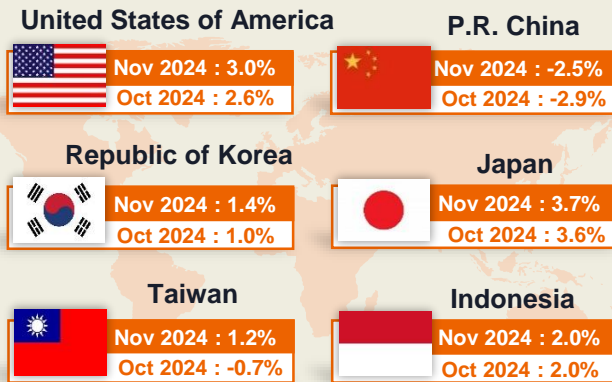 United States of America
Nov 2024 : 3.0%
Oct 2024 : 2.6%
P.R. China
Nov 2024 : -2.5%
Oct 2024 : -2.9%
Republic of Korea
Nov 2024 : 1.4%
Oct 2024 : 1.0%
Japan
Nov 2024 : 3.7%
Oct 2024 : 3.6%
Taiwan
Nov 2024 : 1.2%
Oct 2024 : -0.7%
Indonesia
Nov 2024 : 2.0%
Oct 2024 : 2.0%